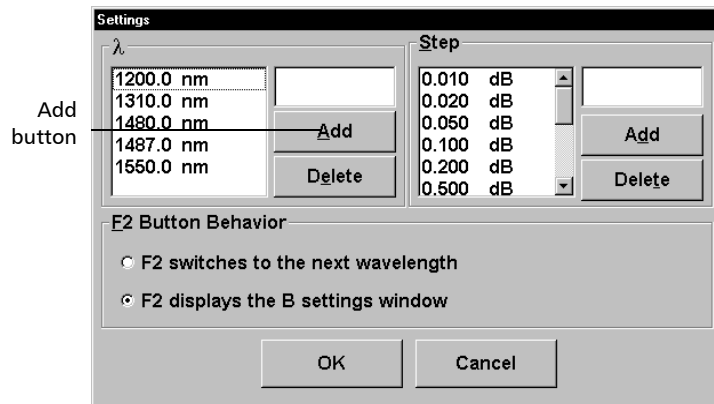 Settings
λ
1200.0 nm
1310.0 nm
1480.0 nm
1487.0 nm
1550.0 nm
Add
Delete
Step
0.010 dB
0.020 dB
0.050 dB
0.100 dB
0.200 dB
0.500 dB
Add
Delete
Add
button
F2 Button Behavior
F2 switches to the next wavelength
F2 displays the B settings window
OK
Cancel